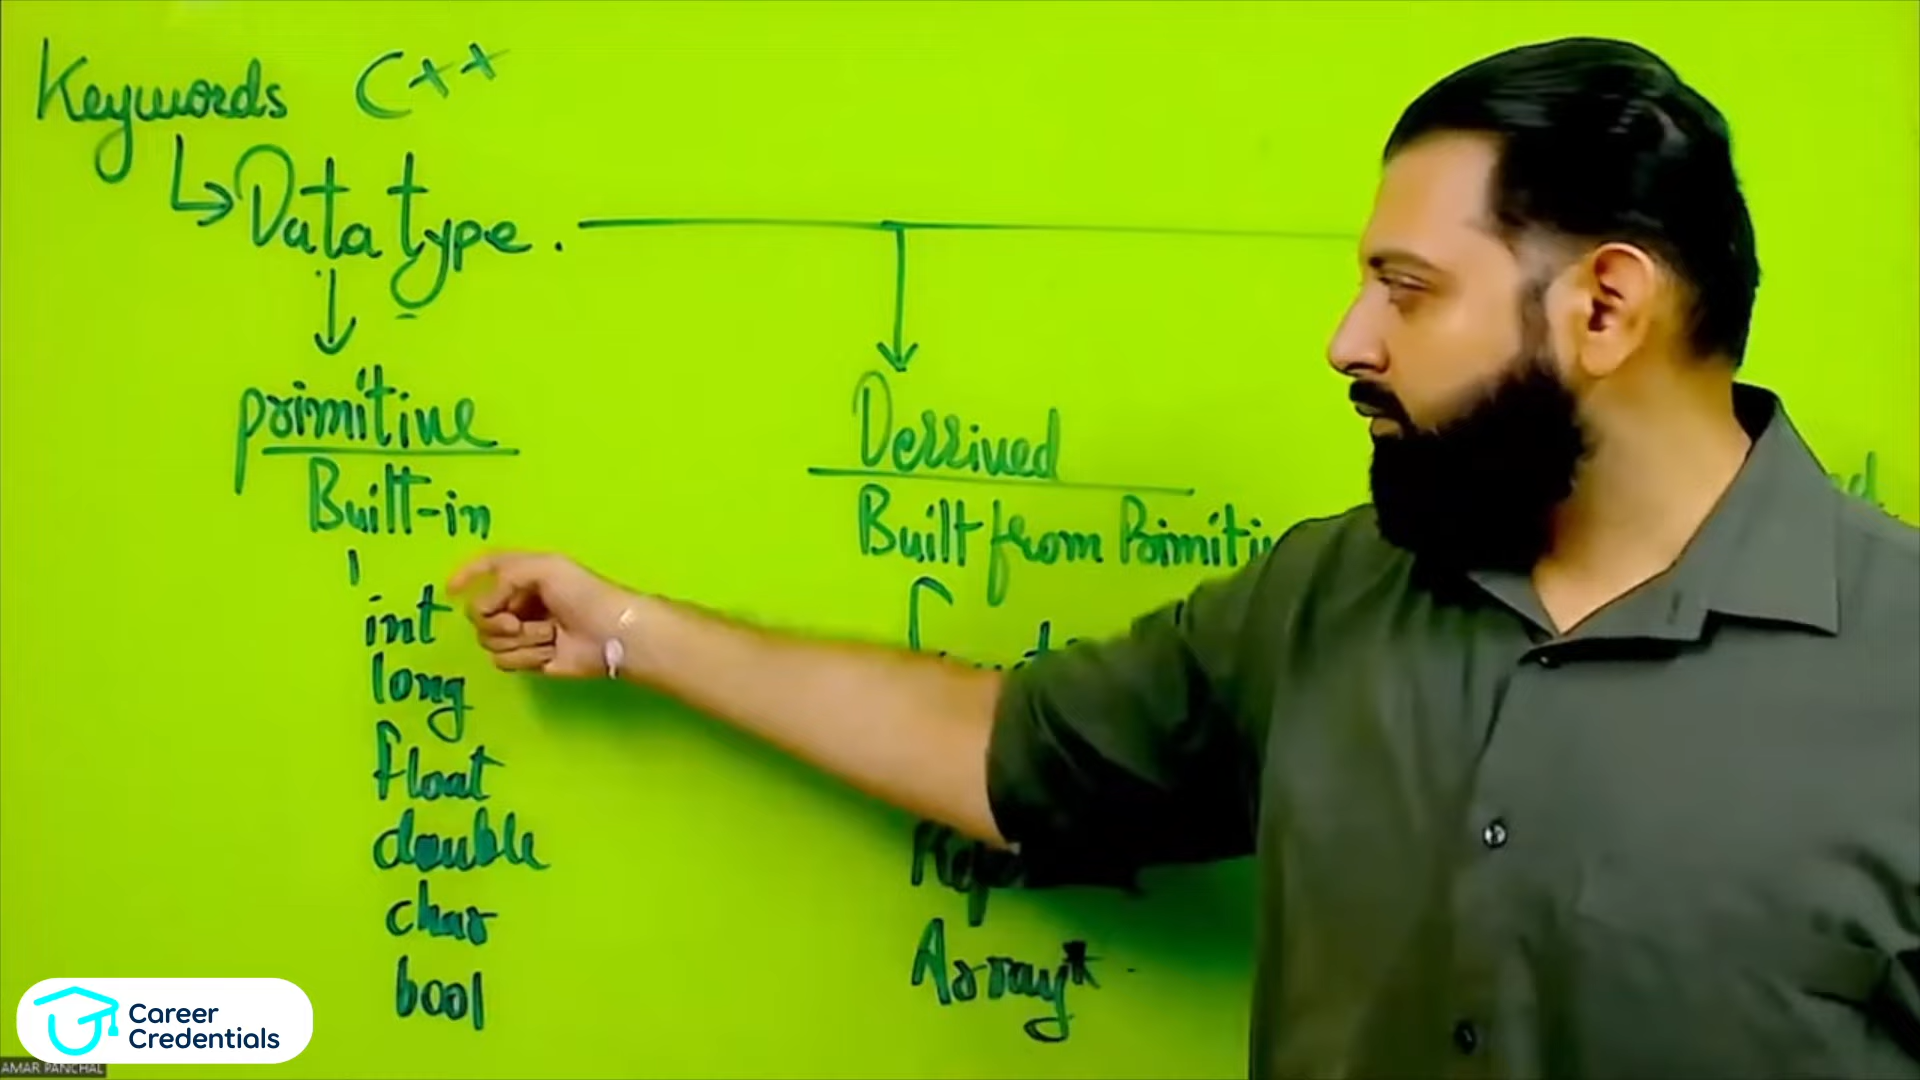 Keywords C++
Data type.
primitive
Built-in
int
long
float
double
char
bool
Derrived
Built from
Array*
Career
Credentials
AMAR PANCHAL